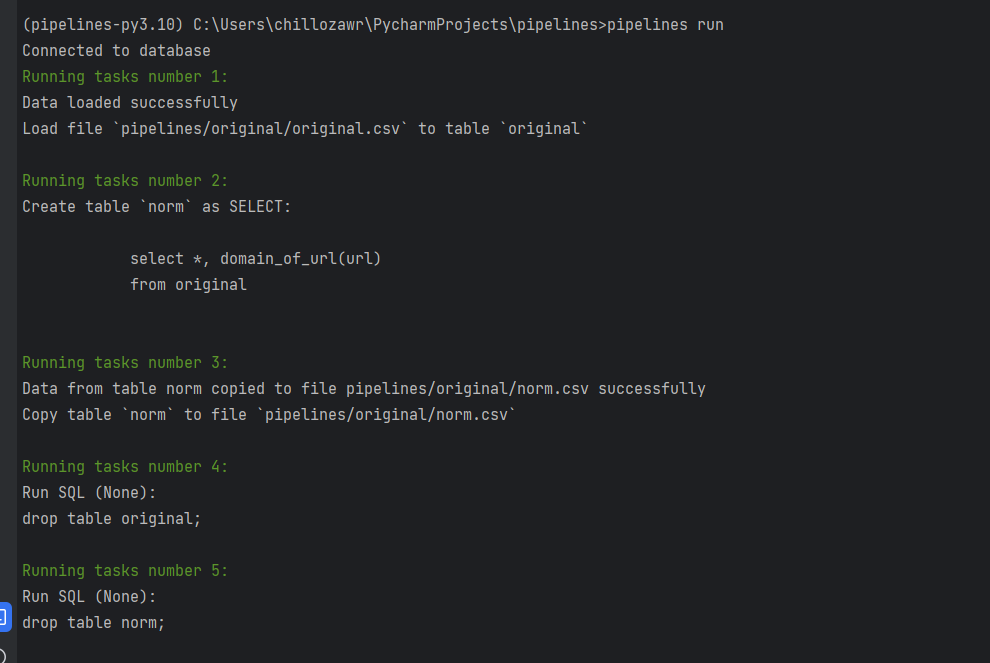 (pipelines-py3.10) C:\Users\chillozawr\PycharmProjects\pipelines>pipelines run
Connected to database
Running tasks number 1:
Data loaded successfully
Load file `pipelines/original/original.csv` to table `original`
Running tasks number 2:
Create table `norm` as SELECT:
select *, domain_of_url(url)
from original
Running tasks number 3:
Data from table norm copied to file pipelines/original/norm.csv successfully
Copy table `norm` to file `pipelines/original/norm.csv`
Running tasks number 4:
Run SQL (None):
drop table original;
Running tasks number 5:
Run SQL (None):
drop table norm;